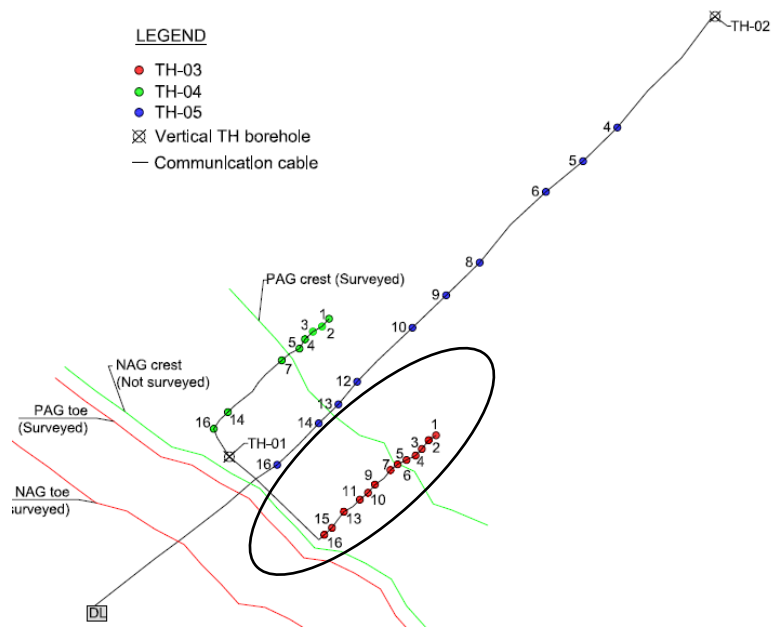 TH-02
LEGEND
TH-03
TH-04
TH-05
Vertical TH borehole
Communication cable
4
5
6
8
PAG crest (Surveyed)
9
1
3
2
10
5
4
NAG crest
(Not surveyed)
7
12
PAG toe
(Surveyed)
13
16
14
14
1
TH-01
3
2
16
5
4
7
6
NAG toe
surveyed)
9
11
10
15
13
16
DL